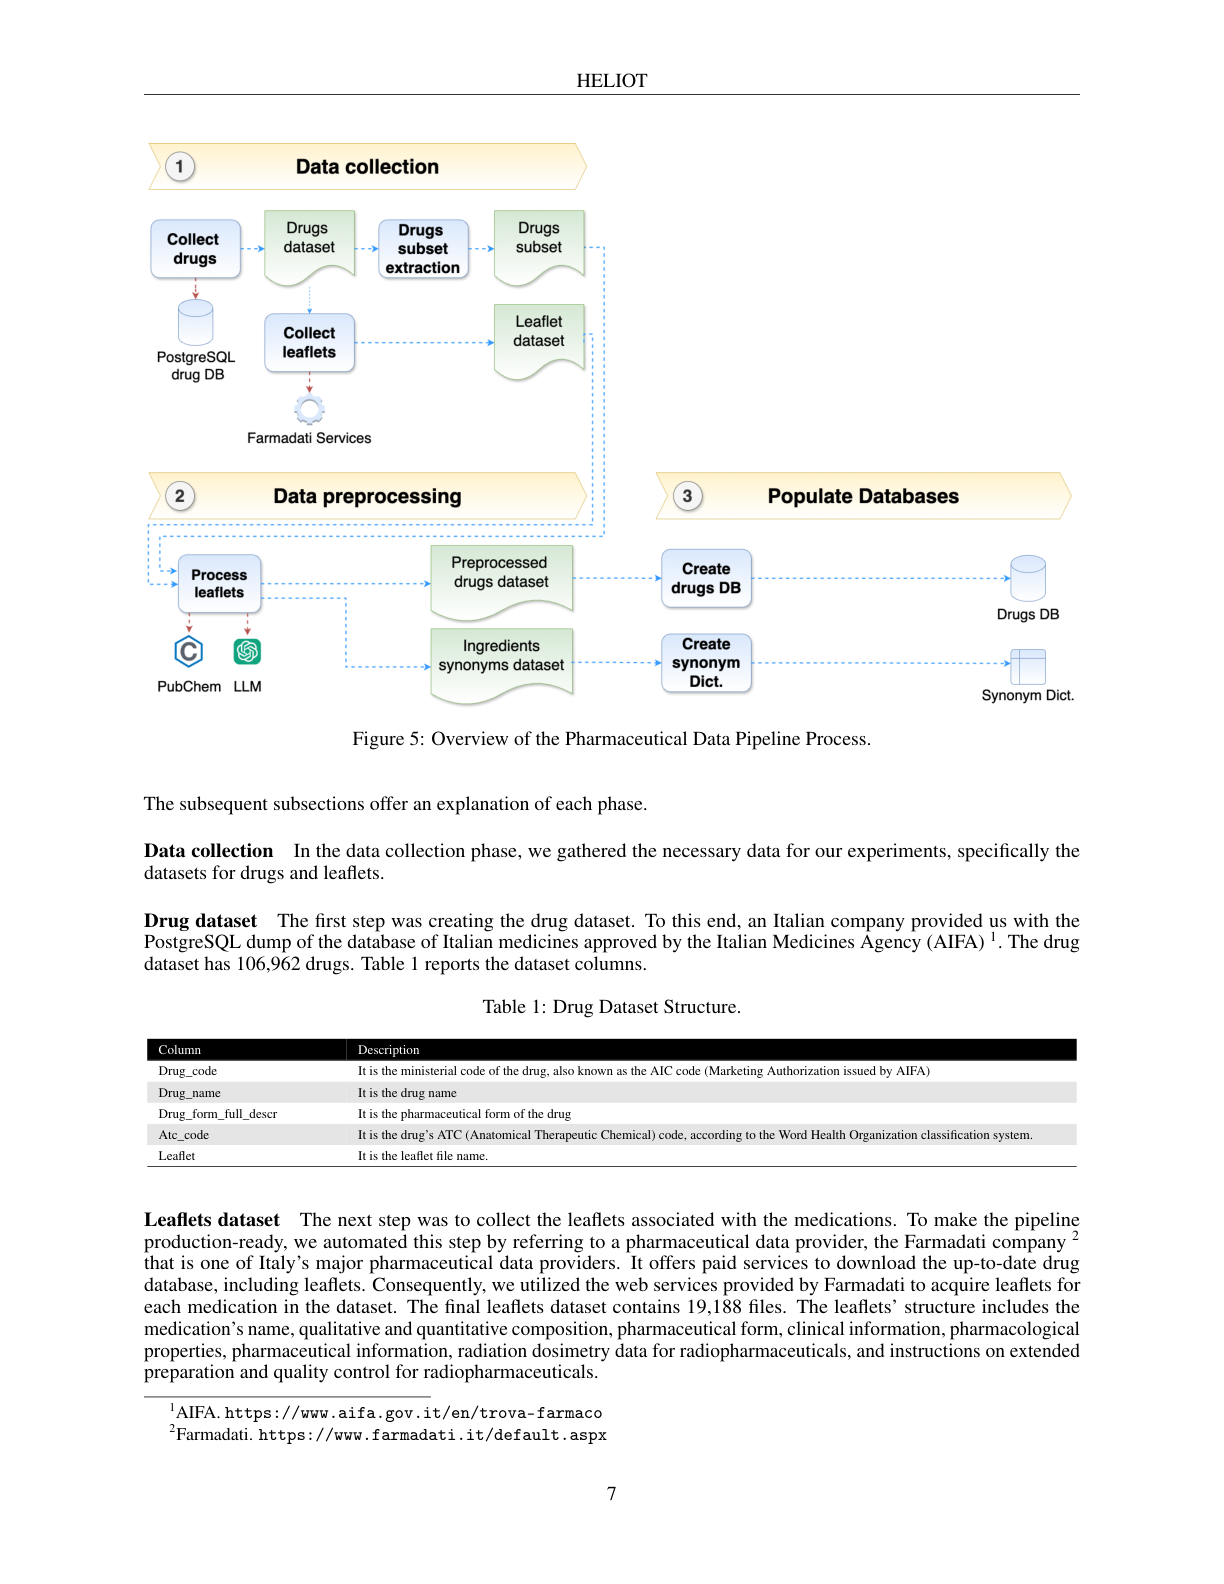 HELIOT
1 Data collection
Collect
drugs
Drugs
dataset
Drugs
subset
extraction
Drugs
subset
PostgreSQL
drug DB
Collect
leaflets
Leaflet
dataset
Farmadati Services
2 Data preprocessing
3 Populate Databases
Process
leaflets
Preprocessed
drugs dataset
Create
drugs DB
Drugs DB
C
PubChem
LLM
Ingredients
synonyms dataset
Create
synonym
Dict.
Synonym Dict.
Figure 5: Overview of the Pharmaceutical Data Pipeline Process.
The subsequent subsections offer an explanation of each phase.
Data collection In the data collection phase, we gathered the necessary data for our experiments, specifically the
datasets for drugs and leaflets.
Drug dataset The first step was creating the drug dataset. To this end, an Italian company provided us with the
PostgreSQL dump of the database of Italian medicines approved by the Italian Medicines Agency (AIFA) 1. The drug
dataset has 106,962 drugs. Table 1 reports the dataset columns.
Table 1: Drug Dataset Structure.
Column Description
Drug_code It is the ministerial code of the drug, also known as the AIC code (Marketing Authorization issued by AIFA)
Drug_name It is the drug name
Drug_form_full_descr It is the pharmaceutical form of the drug
Atc_code It is the drug's ATC (Anatomical Therapeutic Chemical) code, according to the Word Health Organization classification system.
Leaflet It is the leaflet file name.
Leaflets dataset The next step was to collect the leaflets associated with the medications. To make the pipeline
production-ready, we automated this step by referring to a pharmaceutical data provider, the Farmadati company 2
that is one of Italy's major pharmaceutical data providers. It offers paid services to download the up-to-date drug
database, including leaflets. Consequently, we utilized the web services provided by Farmadati to acquire leaflets for
each medication in the dataset. The final leaflets dataset contains 19,188 files. The leaflets' structure includes the
medication's name, qualitative and quantitative composition, pharmaceutical form, clinical information, pharmacological
properties, pharmaceutical information, radiation dosimetry data for radiopharmaceuticals, and instructions on extended
preparation and quality control for radiopharmaceuticals.
1AIFA. https://www.aifa.gov.it/en/trova-farmaco
2Farmadati. https://www.farmadati.it/default.aspx
7